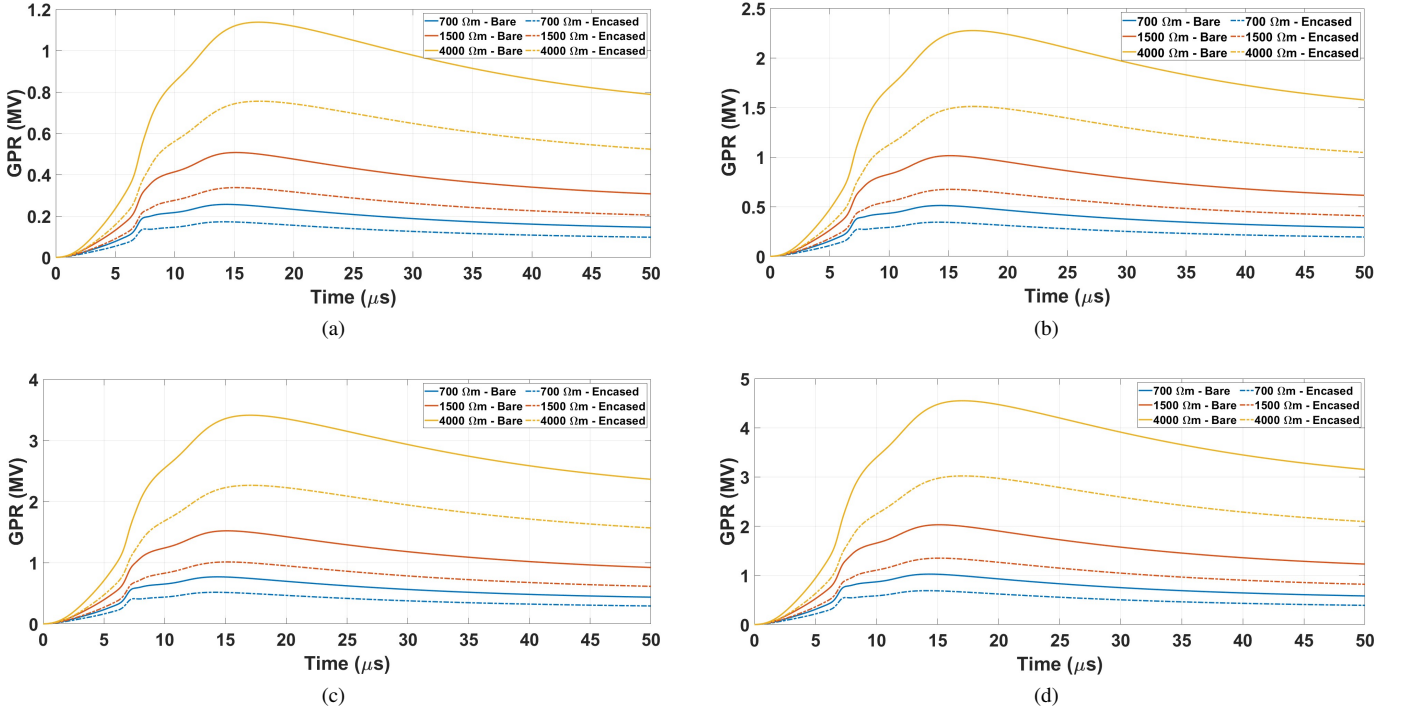 GPR (MV)
1.2
1
0.8
0.6
0.4
0.2
0
700 Ωm - Bare 700 Ωm - Encased
1500 Ωm - Bare 1500 Ωm - Encased
4000 Ωm - Bare 4000 Ωm - Encased
0 5 10 15 20 25 30 35 40 45 50
Time (μs)
(a)
GPR (MV)
2.5
2
1.5
1
0.5
0
700 Ωm - Bare 700 Ωm - Encased
1500 Ωm - Bare 1500 Ωm - Encased
4000 Ωm - Bare 4000 Ωm - Encased
0 5 10 15 20 25 30 35 40 45 50
Time (μs)
(b)
GPR (MV)
4
3
2
1
0
700 Ωm - Bare 700 Ωm - Encased
1500 Ωm - Bare 1500 Ωm - Encased
4000 Ωm - Bare 4000 Ωm - Encased
0 5 10 15 20 25 30 35 40 45 50
Time (μs)
(c)
GPR (MV)
5
4
3
2
1
0
700 Ωm - Bare 700 Ωm - Encased
1500 Ωm - Bare 1500 Ωm - Encased
4000 Ωm - Bare 4000 Ωm - Encased
0 5 10 15 20 25 30 35 40 45 50
Time (μs)
(d)